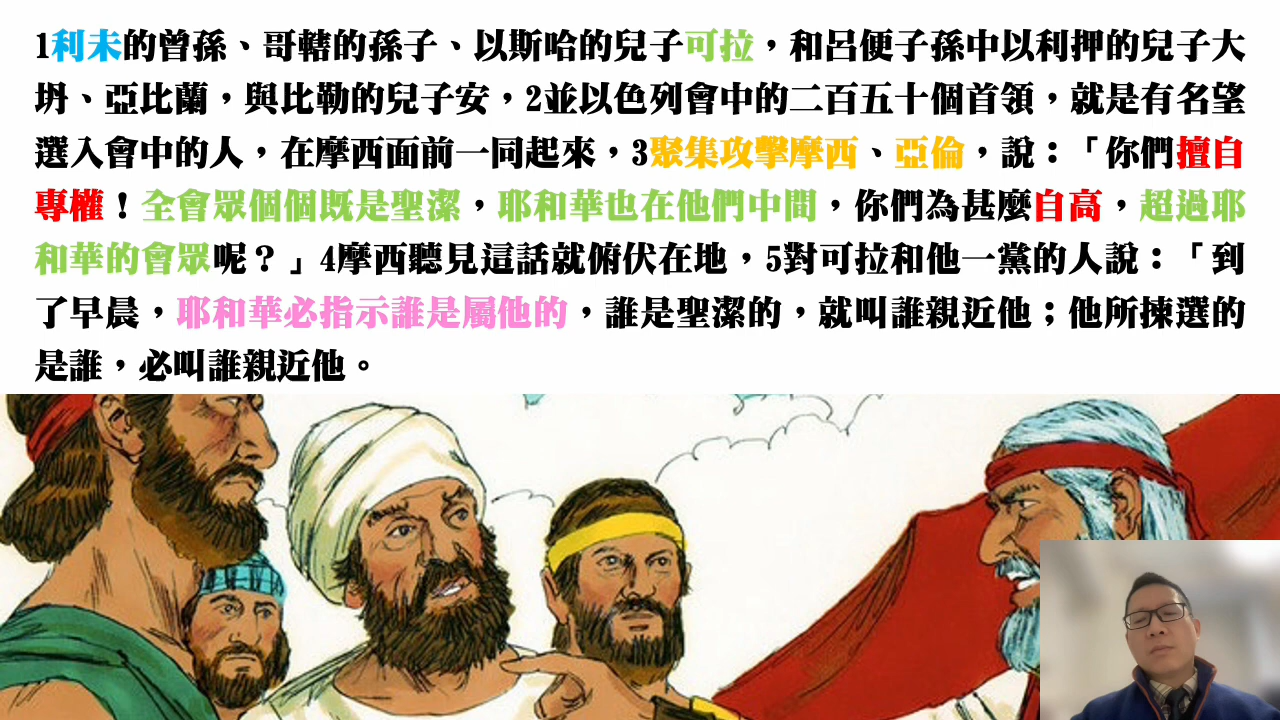 1利未的曾孫、哥轄的孫子、以斯哈的兒子可拉，和呂便子孫中以利押的兒子大
坍、亞比蘭，與比勒的兒子安，2並以色列會中的二百五十個首領，就是有名望
選入會中的人，在摩西面前一同起來，3聚集攻擊摩西、亞倫，說：「你們擅自
專權！全會眾個個既是聖潔，耶和華也在他們中間，你們為甚麼自高，超過耶
和華的會眾呢？」4摩西聽見這話就俯伏在地，5對可拉和他一黨的人說：「到
了早晨，耶和華必指示誰是屬他的，誰是聖潔的，就叫誰親近他；他所揀選的
是誰，必叫誰親近他。